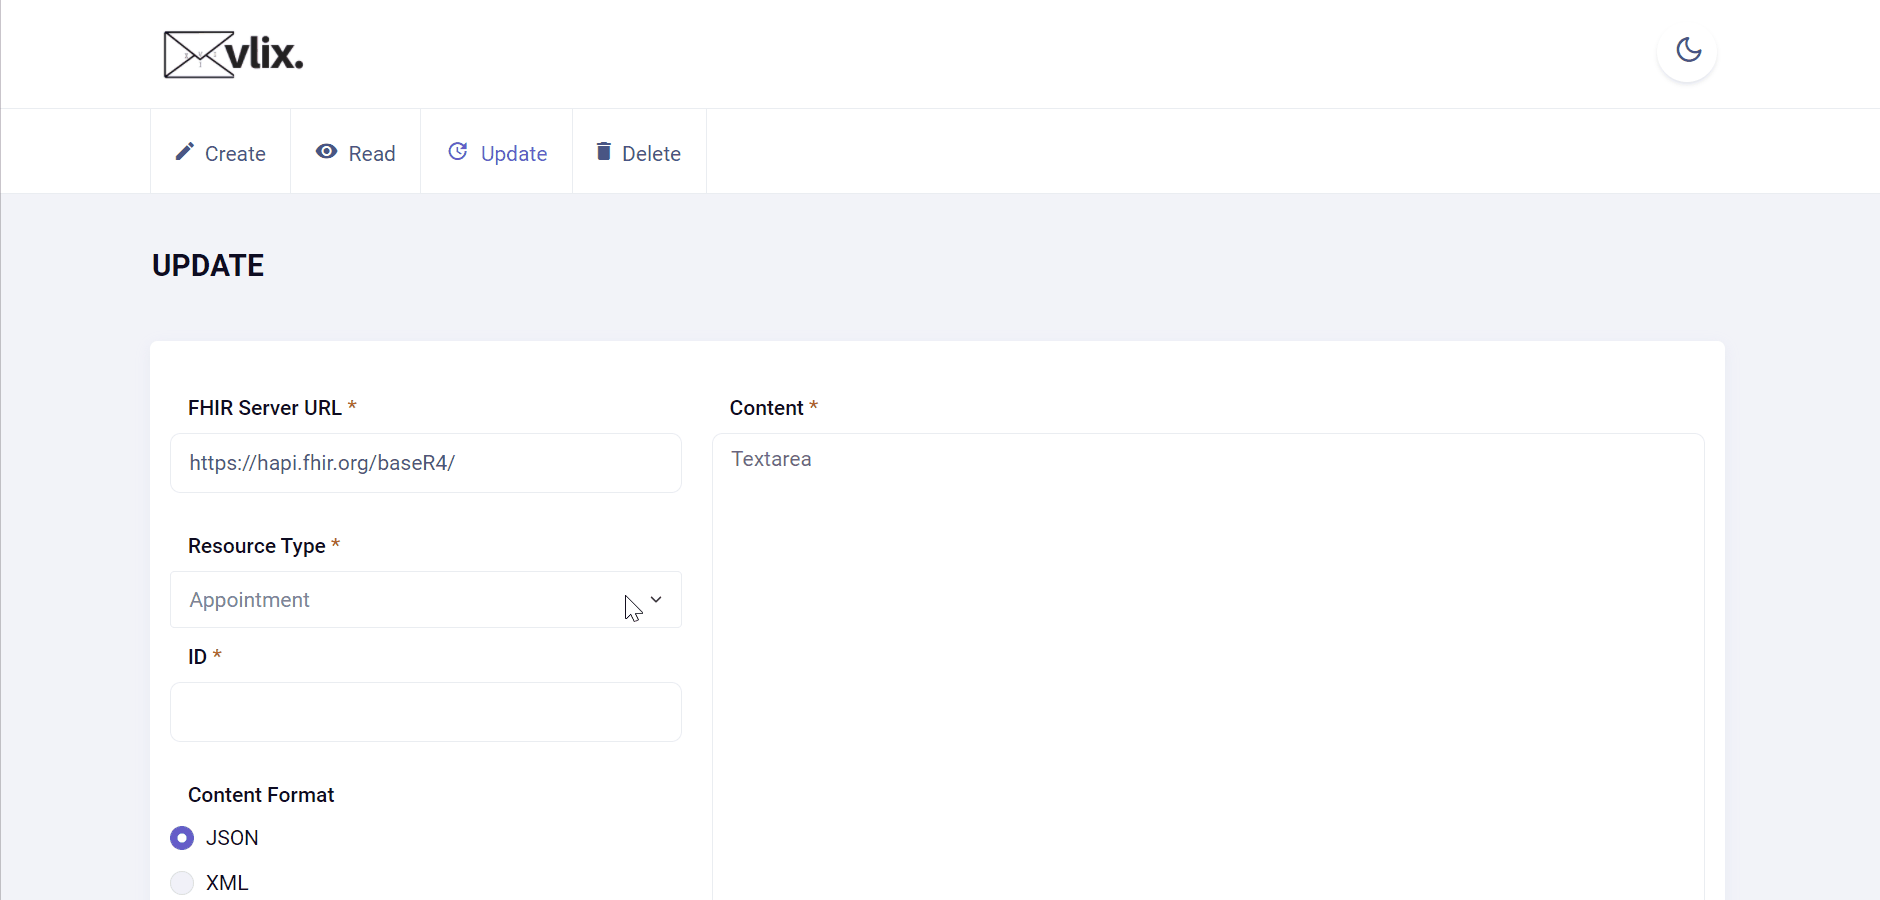 vlix.
Create Read Update Delete
UPDATE
FHIR Server URL *
https://hapi.fhir.org/baseR4/
Resource Type *
Appointment
ID *
Content Format
JSON
XML
Content *
Textarea